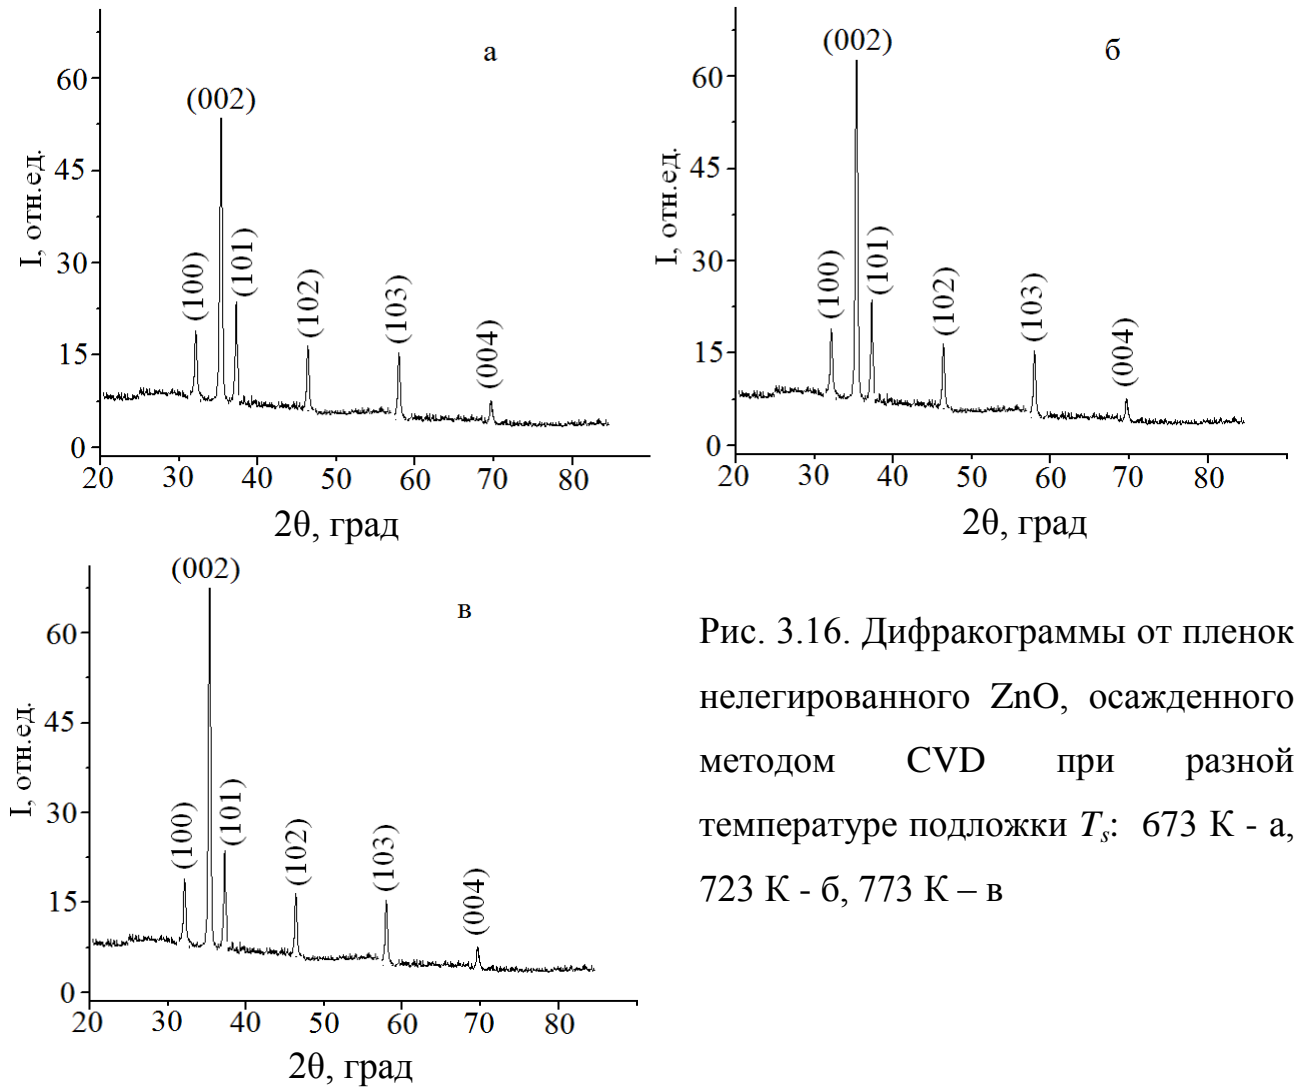 а
(002)
60
45
30
15
0
I, отн.ед.
(100)
(101)
(102)
(103)
(004)
20 30 40 50 60 70 80
2θ, град
б
(002)
60
45
30
15
0
I, отн.ед.
(100)
(101)
(102)
(103)
(004)
20 30 40 50 60 70 80
2θ, град
в
(002)
60
45
30
15
0
I, отн.ед.
(100)
(101)
(102)
(103)
(004)
20 30 40 50 60 70 80
2θ, град
Рис. 3.16. Дифракограммы от пленок
нелегированного ZnO, осажденного
методом CVD при разной
температуре подложки Ts: 673 К - а,
723 К - б, 773 К – в